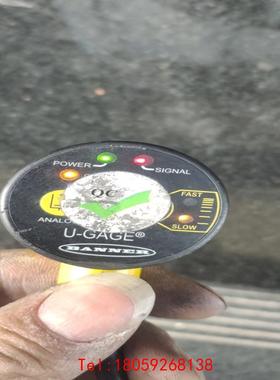 POWER SIGNAL
QC
FAST
ANALO
SLOW
U-GAGE®
BANNER
Tel:18059268138